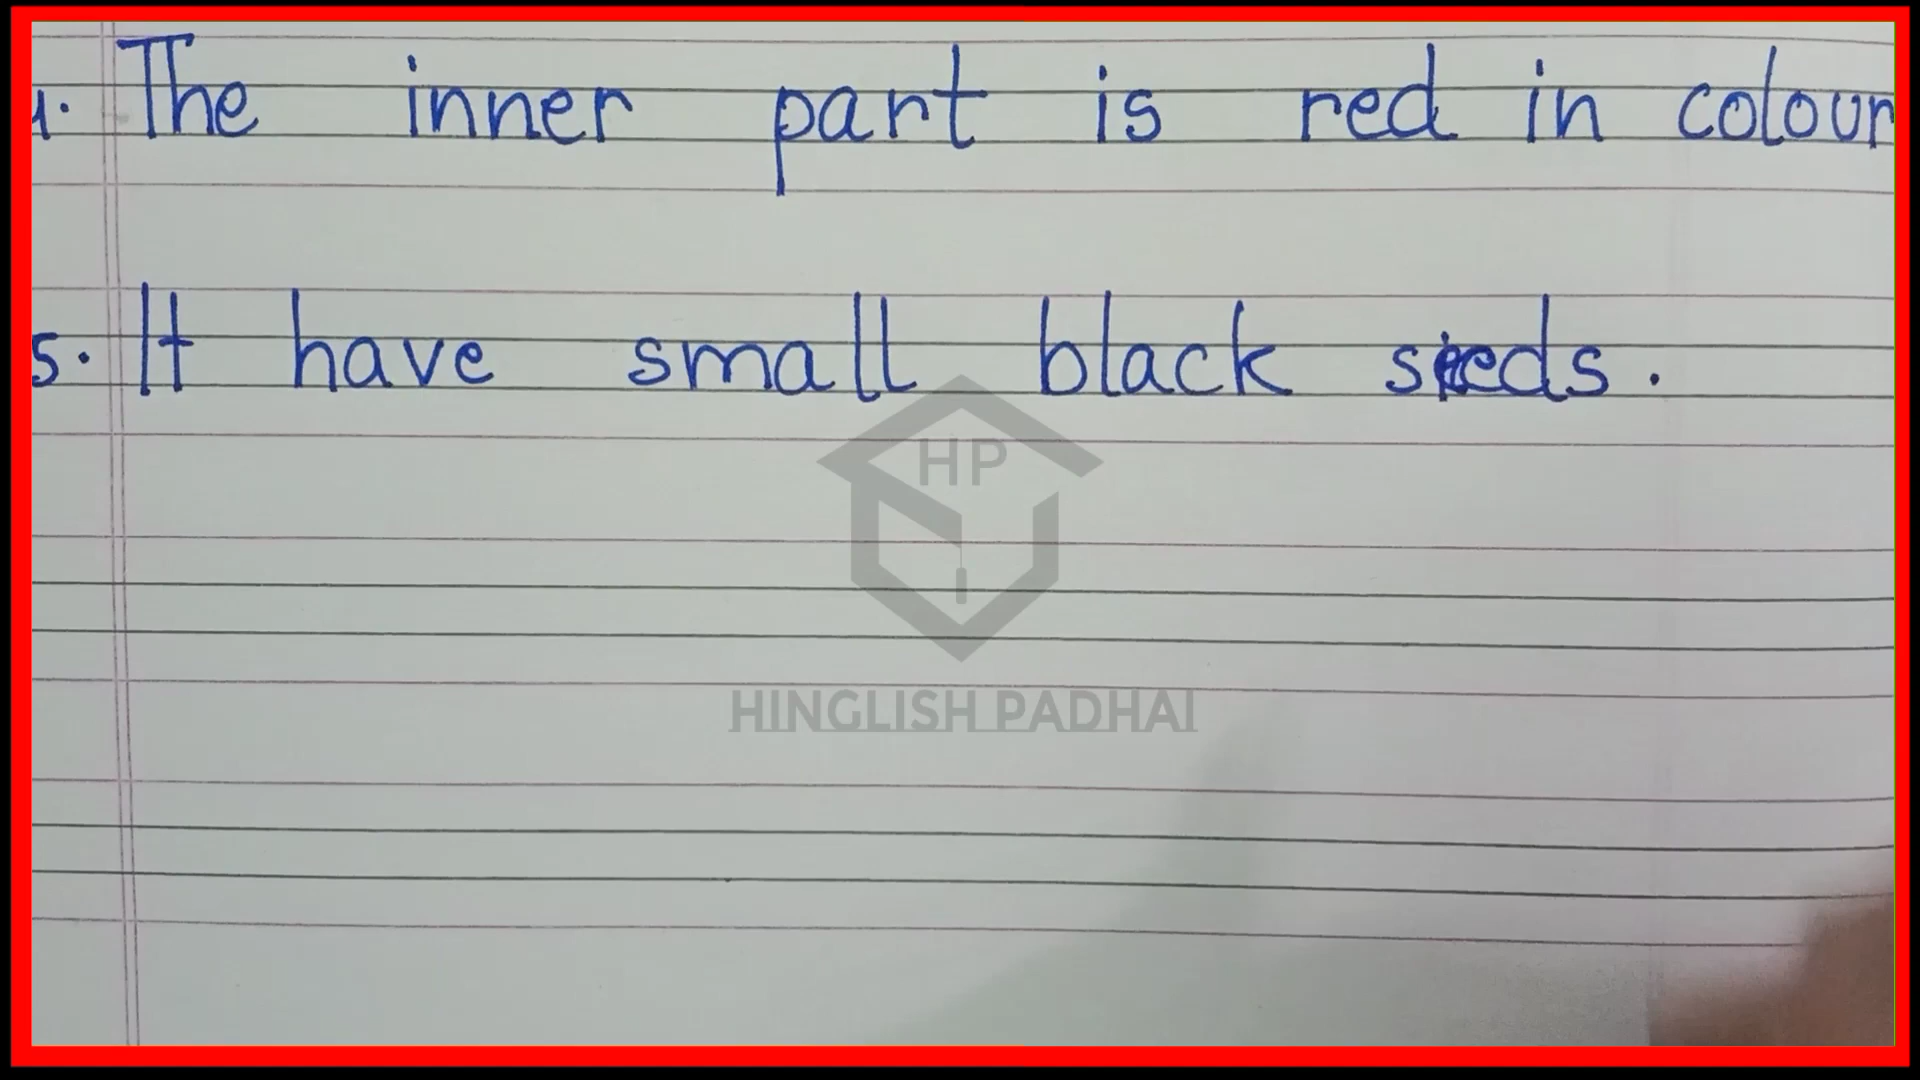 4. The inner part is red in colour
5. It have small black seeds.
HP
HINGLISH PADHAI